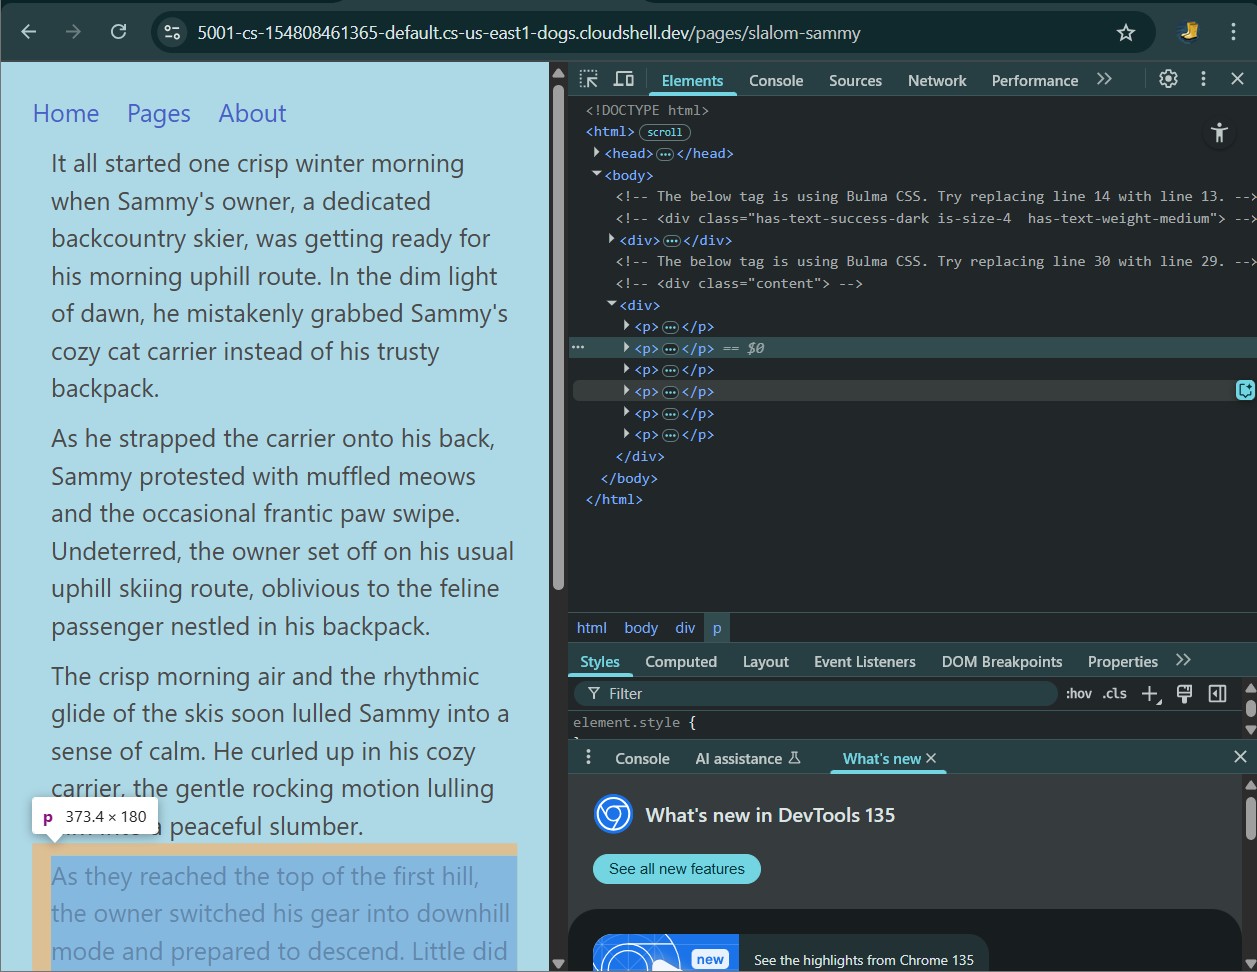 5001-cs-154808461365-default.cs-us-east1-dogs.cloudshell.dev/pages/slalom-sammy
Home Pages About
It all started one crisp winter morning
when Sammy's owner, a dedicated
backcountry skier, was getting ready for
his morning uphill route. In the dim light
of dawn, he mistakenly grabbed Sammy's
cozy cat carrier instead of his trusty
backpack.
As he strapped the carrier onto his back,
Sammy protested with muffled meows
and the occasional frantic paw swipe.
Undeterred, the owner set off on his usual
uphill skiing route, oblivious to the feline
passenger nestled in his backpack.
The crisp morning air and the rhythmic
glide of the skis soon lulled Sammy into a
sense of calm. He curled up in his cozy
carrier, the gentle rocking motion lulling
a peaceful slumber.
p 373.4 × 180
As they reached the top of the first hill,
the owner switched his gear into downhill
mode and prepared to descend. Little did
Elements Console Sources Network Performance
<!DOCTYPE html>
<html> scroll
<head> ··· </head>
<body>
<!-- The below tag is using Bulma CSS. Try replacing line 14 with line 13. -->
<!-- <div class="has-text-success-dark is-size-4  has-text-weight-medium"> -->
<div> ··· </div>
<!-- The below tag is using Bulma CSS. Try replacing line 30 with line 29. -->
<!-- <div class="content"> -->
<div>
<p> ··· </p>
··· <p> ··· </p> == $0
<p> ··· </p>
<p> ··· </p>
<p> ··· </p>
<p> ··· </p>
</div>
</body>
</html>
html body div p
Styles Computed Layout Event Listeners DOM Breakpoints Properties
Filter :hov .cls
element.style {
Console AI assistance What's new
What's new in DevTools 135
See all new features
new
See the highlights from Chrome 135